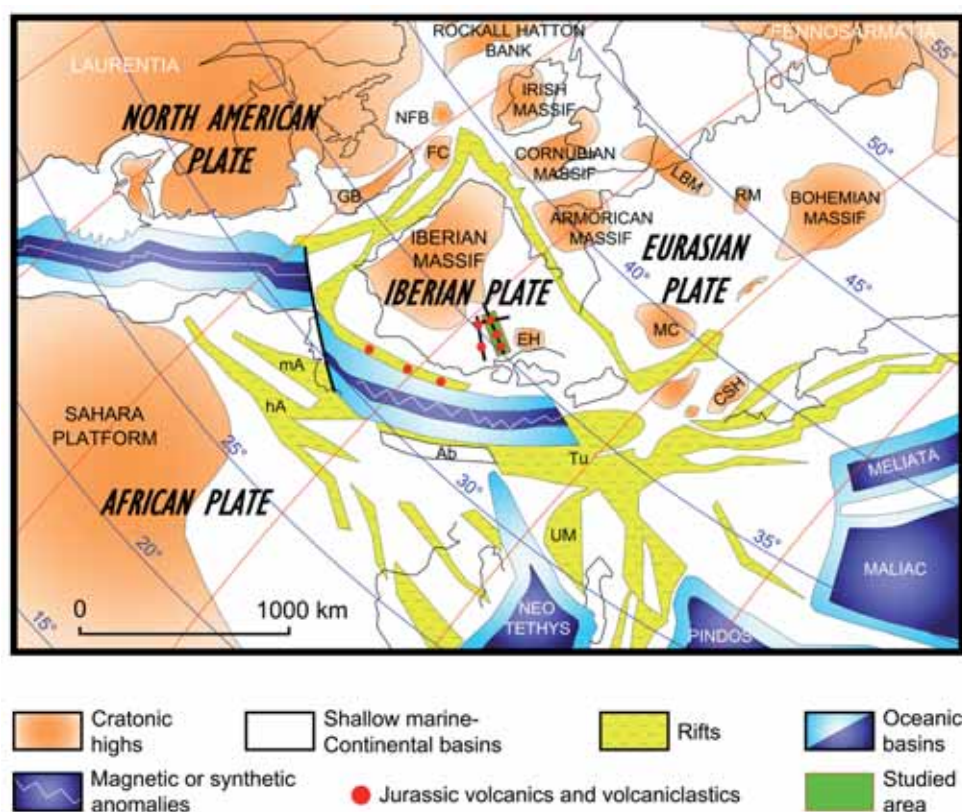 ROCKALL HATTON
BANK
FENNOSARMATIA
55°
LAURENTIA
NORTH AMERICAN
PLATE
NFB
IRISH
MASSIF
50°
FC
CORNUBIAN
MASSIF
GB
LBM
RM
BOHEMIAN
MASSIF
IBERIAN
MASSIF
ARMORICAN
MASSIF
EURASIAN
PLATE
40°
45°
IBERIAN PLATE
MC
EH
mA
CSH
hA
SAHARA
PLATFORM
25°
Ab
Tu
30°
MELIATA
AFRICAN PLATE
20°
UM
35°
MALIAC
0 1000 km
15°
NEO
TETHYS
PINDOS
Cratonic
highs
Shallow marine-
Continental basins
Rifts
Oceanic
basins
Magnetic or synthetic
anomalies
Jurassic volcanics and volcaniclastics
Studied
area